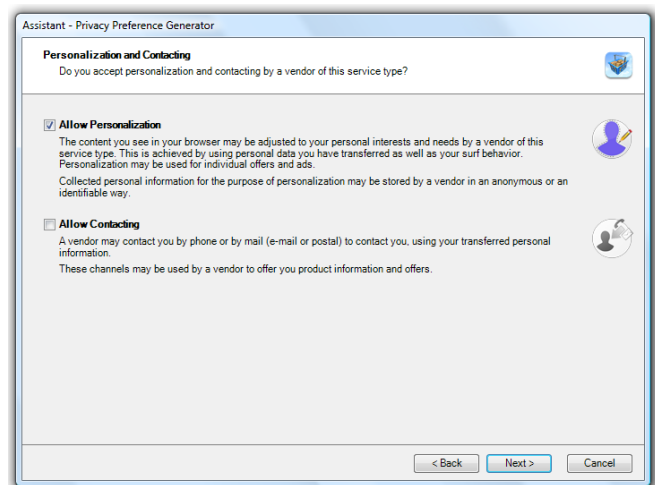 Assistant - Privacy Preference Generator
Personalization and Contacting
Do you accept personalization and contacting by a vendor of this service type?
Allow Personalization
The content you see in your browser may be adjusted to your personal interests and needs by a vendor of this
service type. This is achieved by using personal data you have transferred as well as your surf behavior.
Personalization may be used for individual offers and ads.
Collected personal information for the purpose of personalization may be stored by a vendor in an anonymous or an
identifiable way.
Allow Contacting
A vendor may contact you by phone or by mail (e-mail or postal) to contact you, using your transferred personal
information.
These channels may be used by a vendor to offer you product information and offers.
< Back Next > Cancel